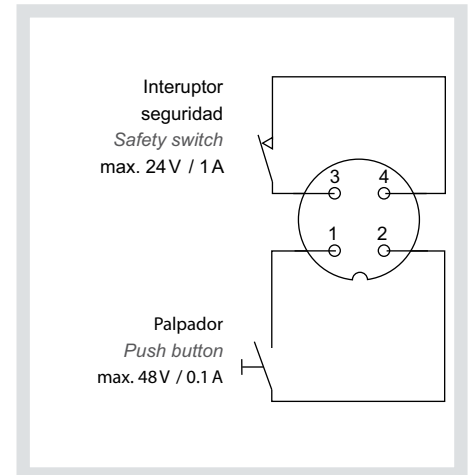 Interuptor
seguridad
Safety switch
max. 24 V / 1 A
3 4
1 2
Palpador
Push button
max. 48 V / 0.1 A